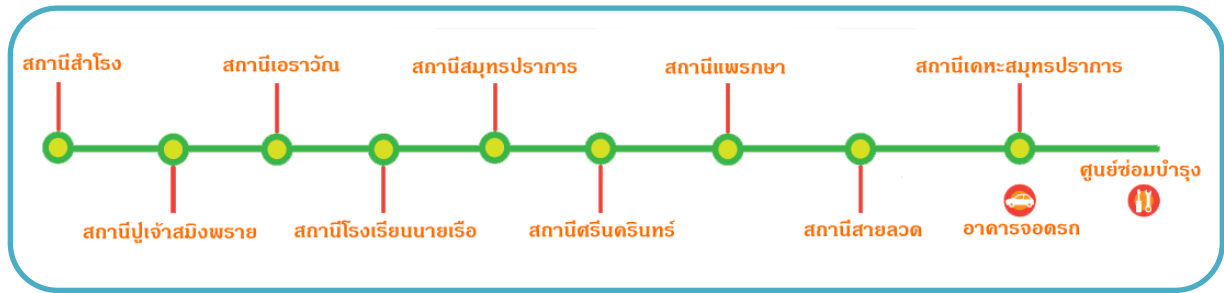 สถานีสำโรง
สถานีเอราวัณ
สถานีสมุทรปราการ
สถานีแพรกษา
สถานีเคหะสมุทรปราการ
สถานีปู่เจ้าสมิงพราย
สถานีโรงเรียนนายเรือ
สถานีศรีนครินทร์
สถานีสายลวด
อาคารจอดรถ
ศูนย์ซ่อมบำรุง